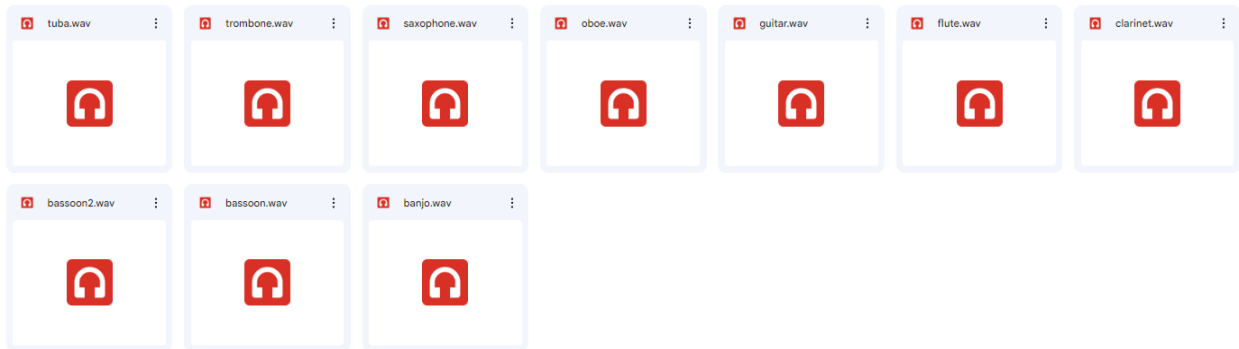 tuba.wav
trombone.wav
saxophone.wav
oboe.wav
guitar.wav
flute.wav
clarinet.wav
bassoon2.wav
bassoon.wav
banjo.wav